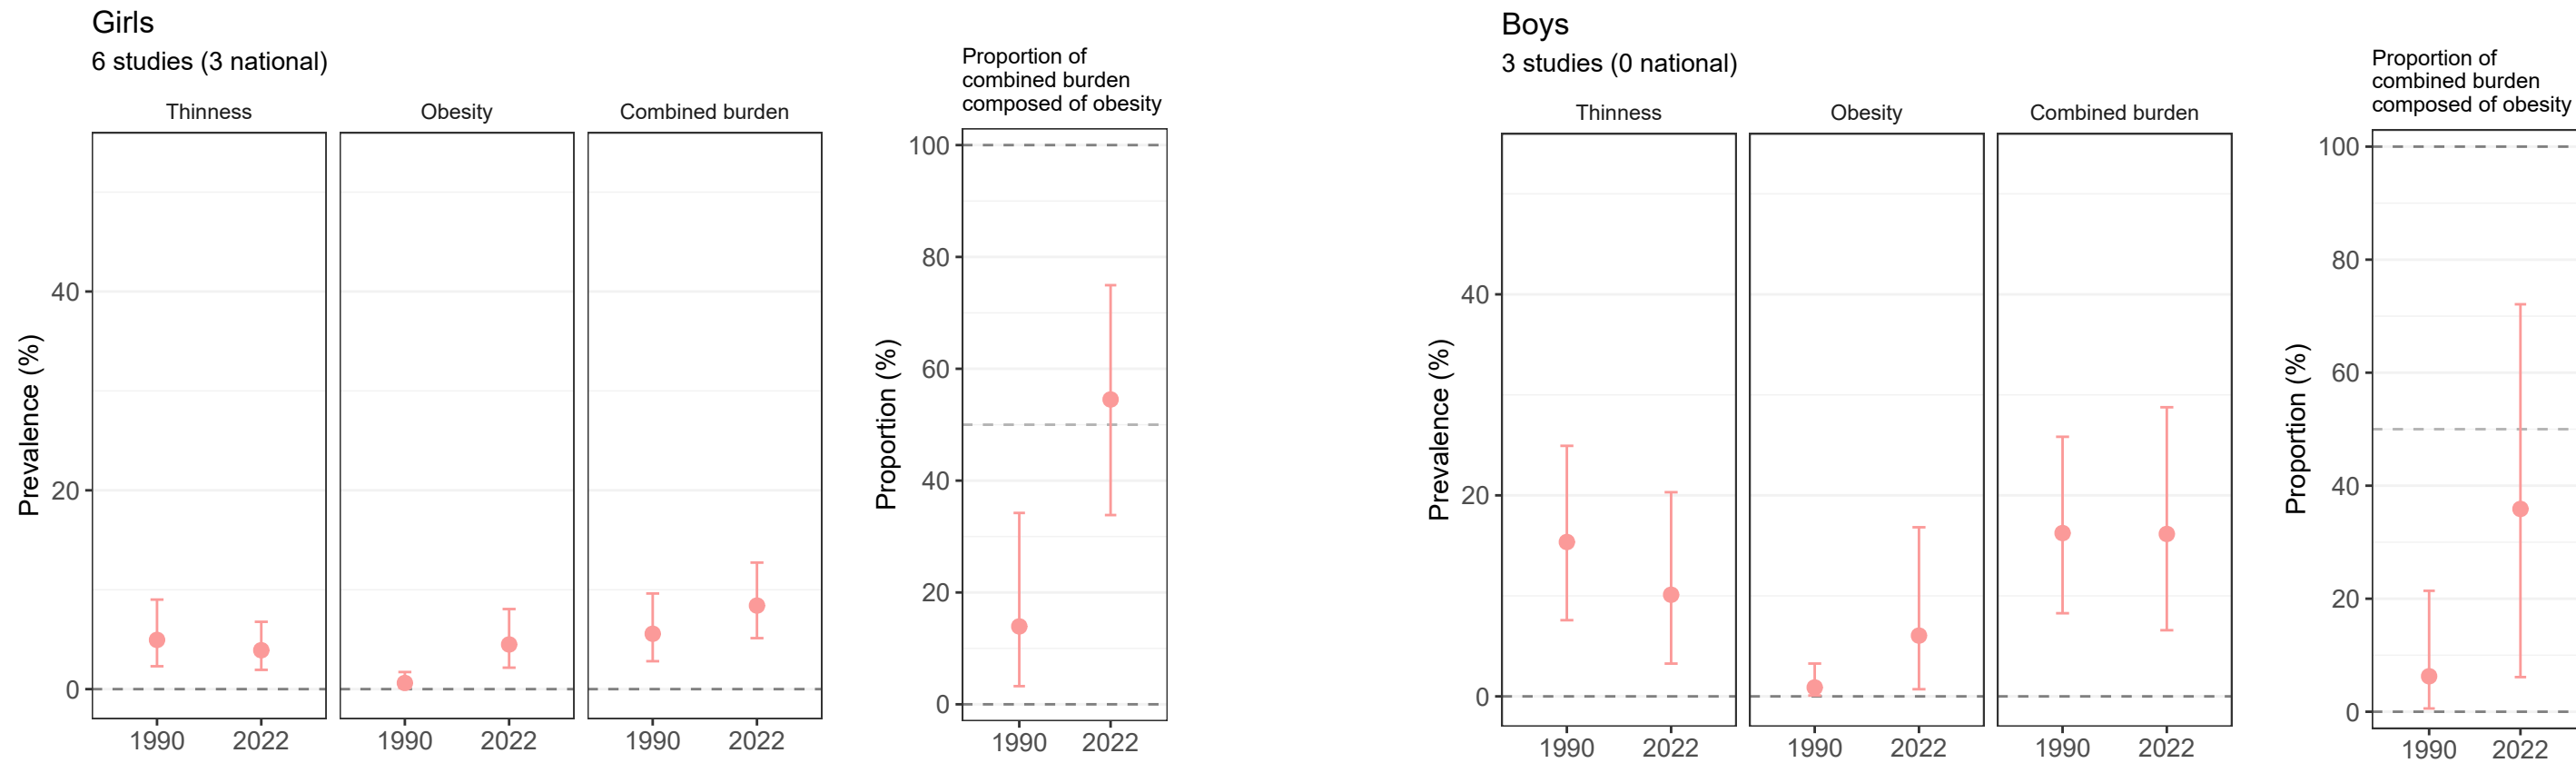 Girls
6 studies (3 national)
Thinness
Obesity
Combined burden
Prevalence (%)
40
20
0
1990
2022
1990
2022
1990
2022
Proportion of
combined burden
composed of obesity
Proportion (%)
100
80
60
40
20
0
1990
2022
Boys
3 studies (0 national)
Thinness
Obesity
Combined burden
Prevalence (%)
40
20
0
1990
2022
1990
2022
1990
2022
Proportion of
combined burden
composed of obesity
Proportion (%)
100
80
60
40
20
0
1990
2022